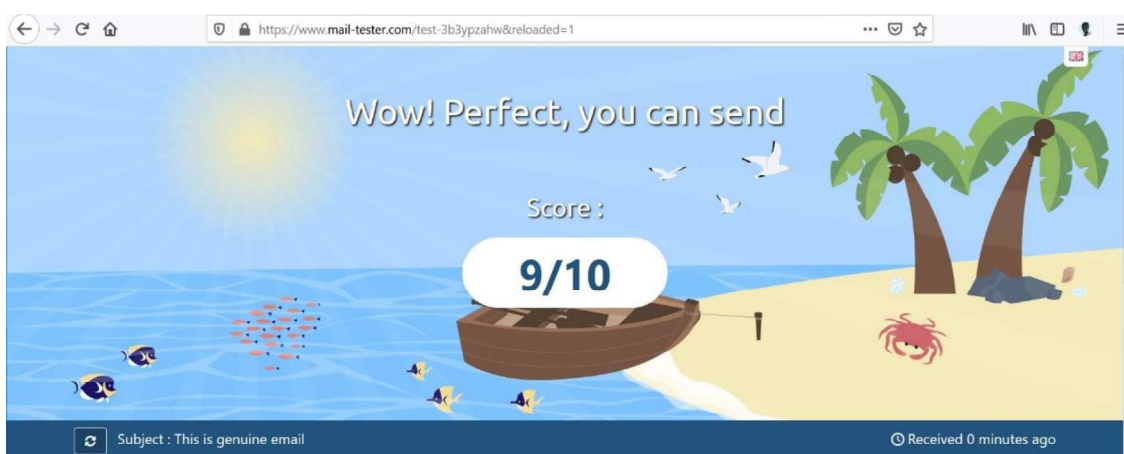 https://www.mail-tester.com/test-3b3ypzahw&reloaded=1
Wow! Perfect, you can send
Score :
9/10
Subject : This is genuine email
Received 0 minutes ago